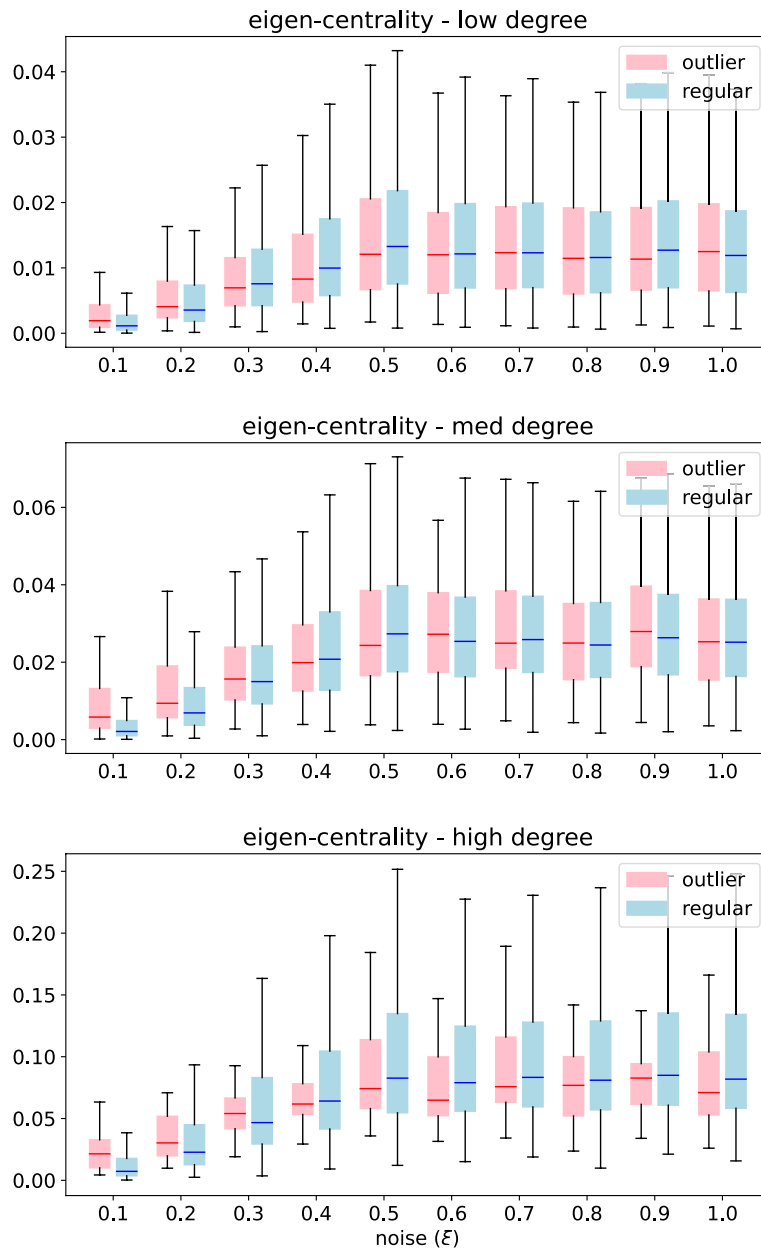 eigen-centrality - low degree
outlier
regular
0.04
0.03
0.02
0.01
0.00
0.1 0.2 0.3 0.4 0.5 0.6 0.7 0.8 0.9 1.0
eigen-centrality - med degree
outlier
regular
0.06
0.04
0.02
0.00
0.1 0.2 0.3 0.4 0.5 0.6 0.7 0.8 0.9 1.0
eigen-centrality - high degree
outlier
regular
0.25
0.20
0.15
0.10
0.05
0.00
0.1 0.2 0.3 0.4 0.5 0.6 0.7 0.8 0.9 1.0
noise (ξ)